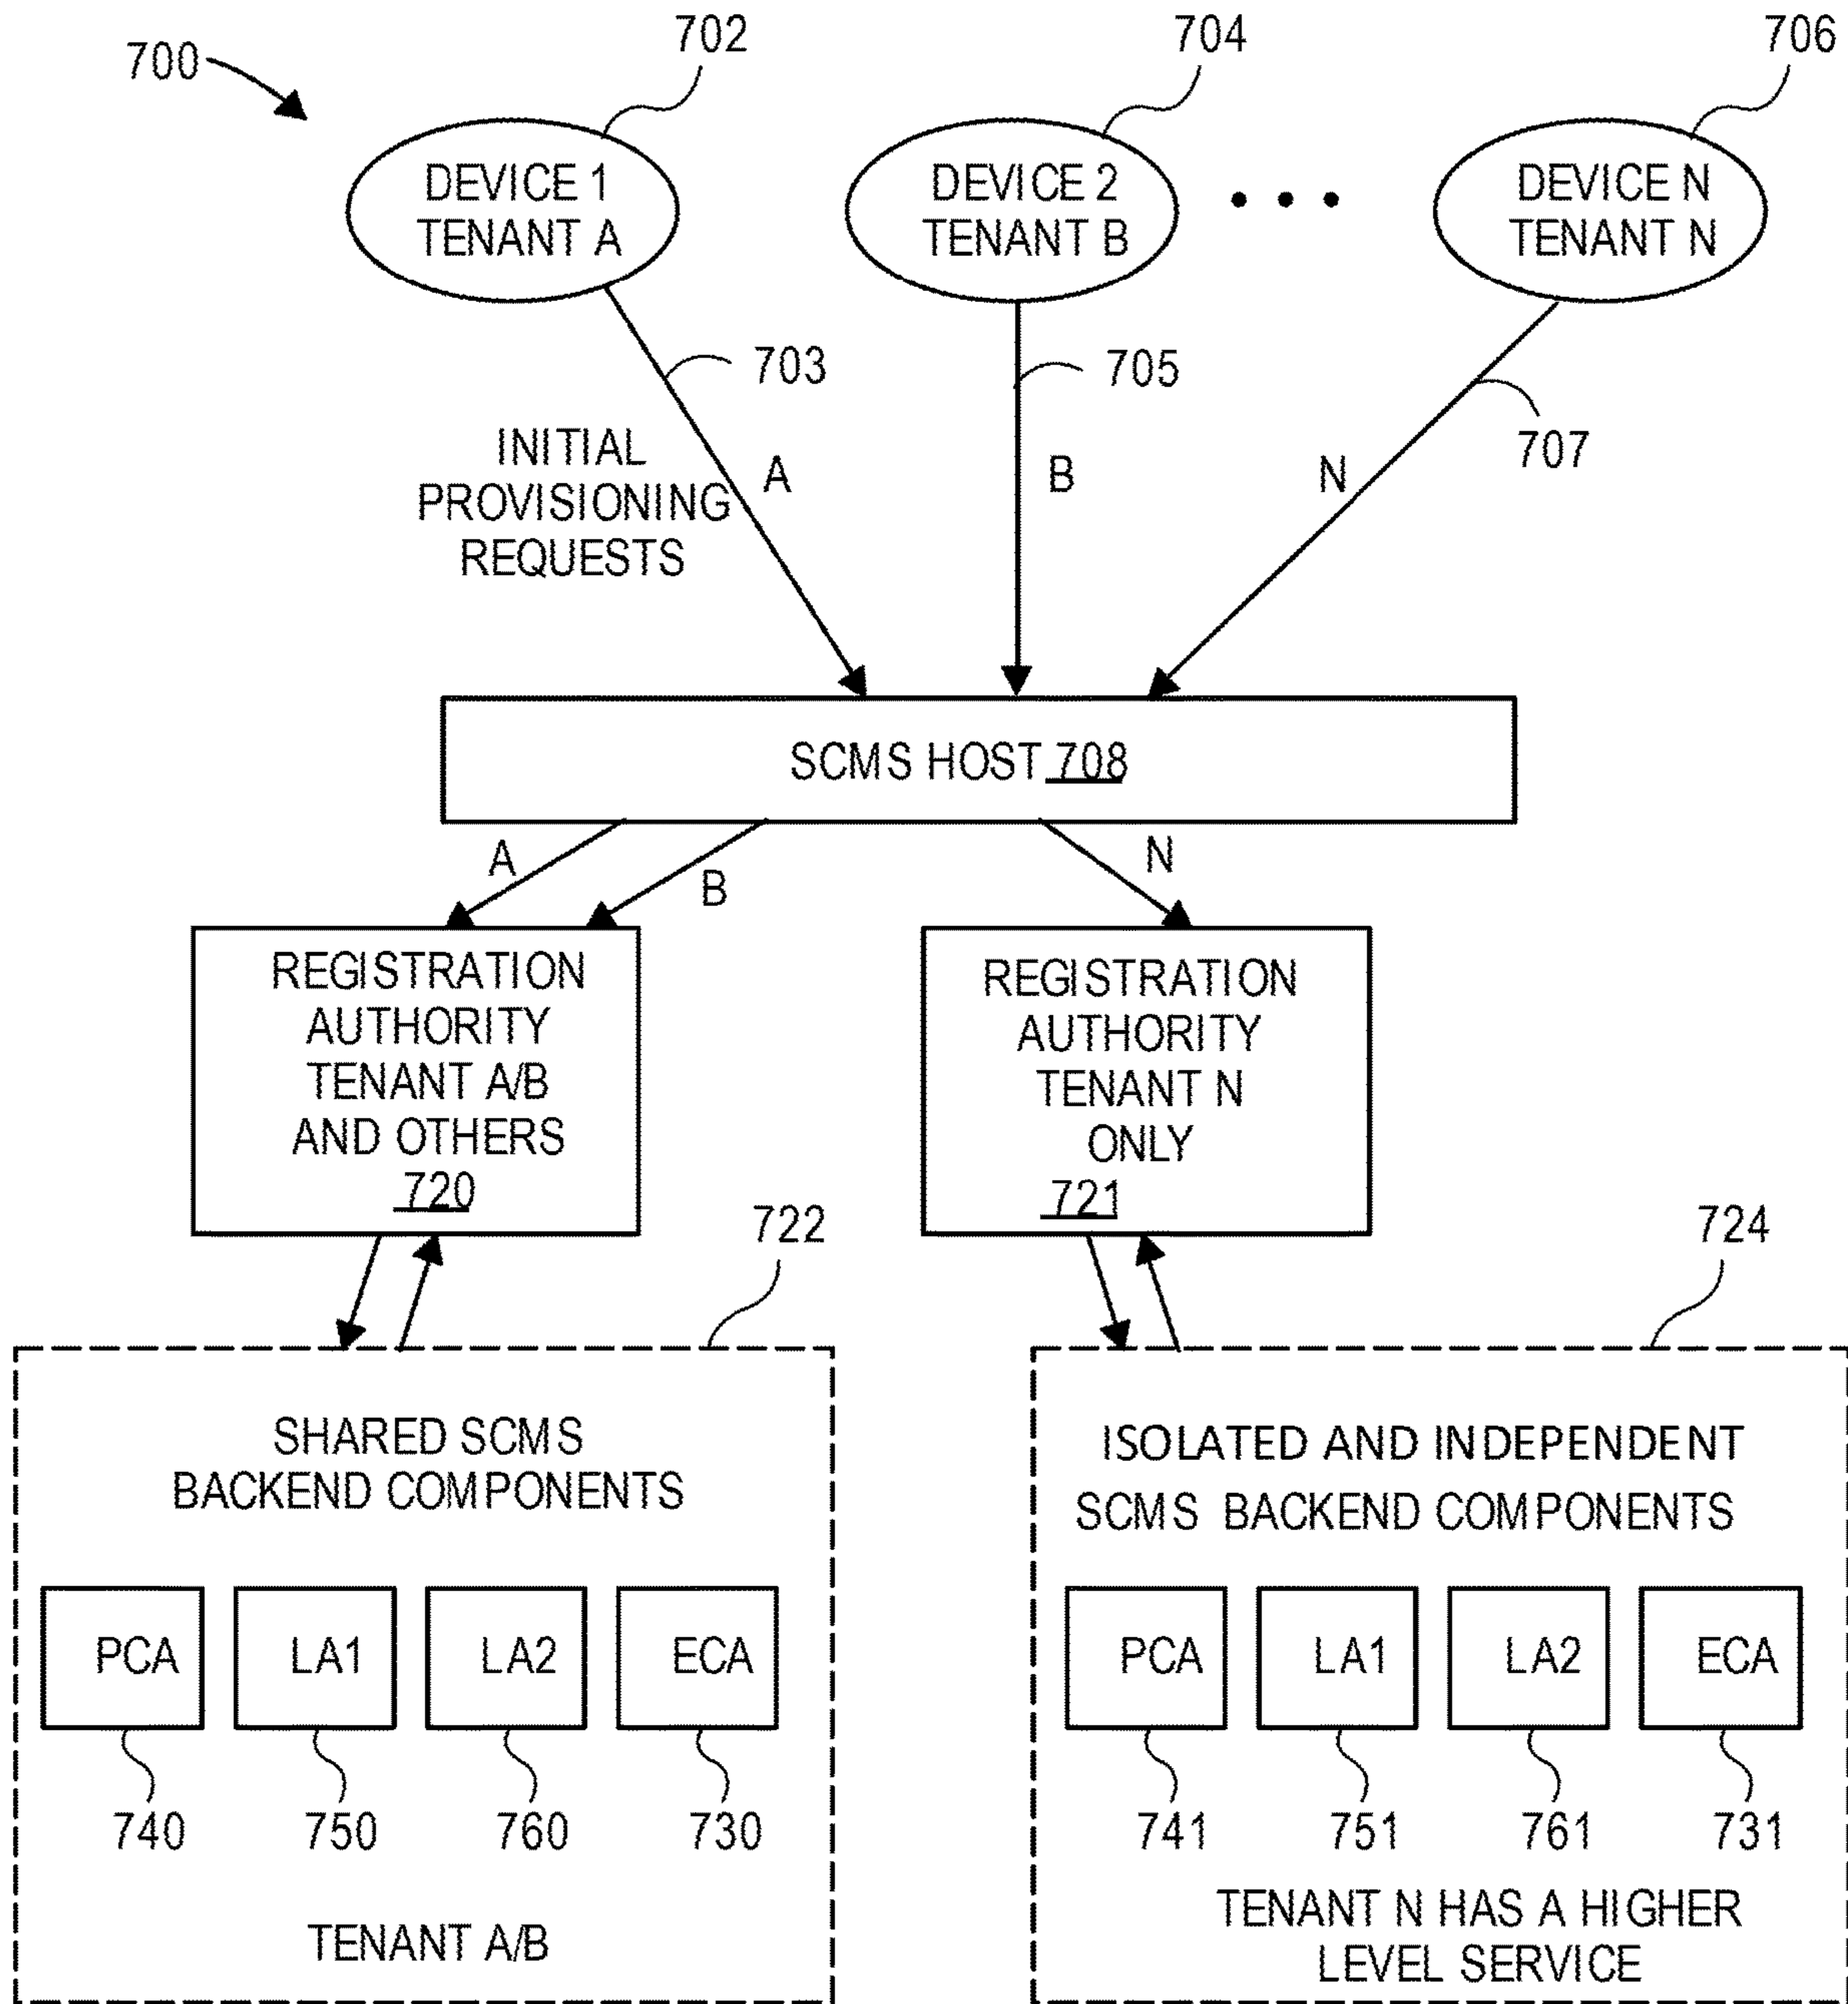 700
702
704
706
DEVICE 1
TENANT A
DEVICE 2
TENANT B
• • •
DEVICE N
TENANT N
703
705
707
INITIAL
PROVISIONING
REQUESTS
A
B
N
SCMS HOST 708
A
B
N
REGISTRATION
AUTHORITY
TENANT A/B
AND OTHERS
720
REGISTRATION
AUTHORITY
TENANT N
ONLY
721
722
724
SHARED SCMS
BACKEND COMPONENTS
PCA
LA1
LA2
ECA
740
750
760
730
TENANT A/B
ISOLATED AND INDEPENDENT
SCMS BACKEND COMPONENTS
PCA
LA1
LA2
ECA
741
751
761
731
TENANT N HAS A HIGHER
LEVEL SERVICE